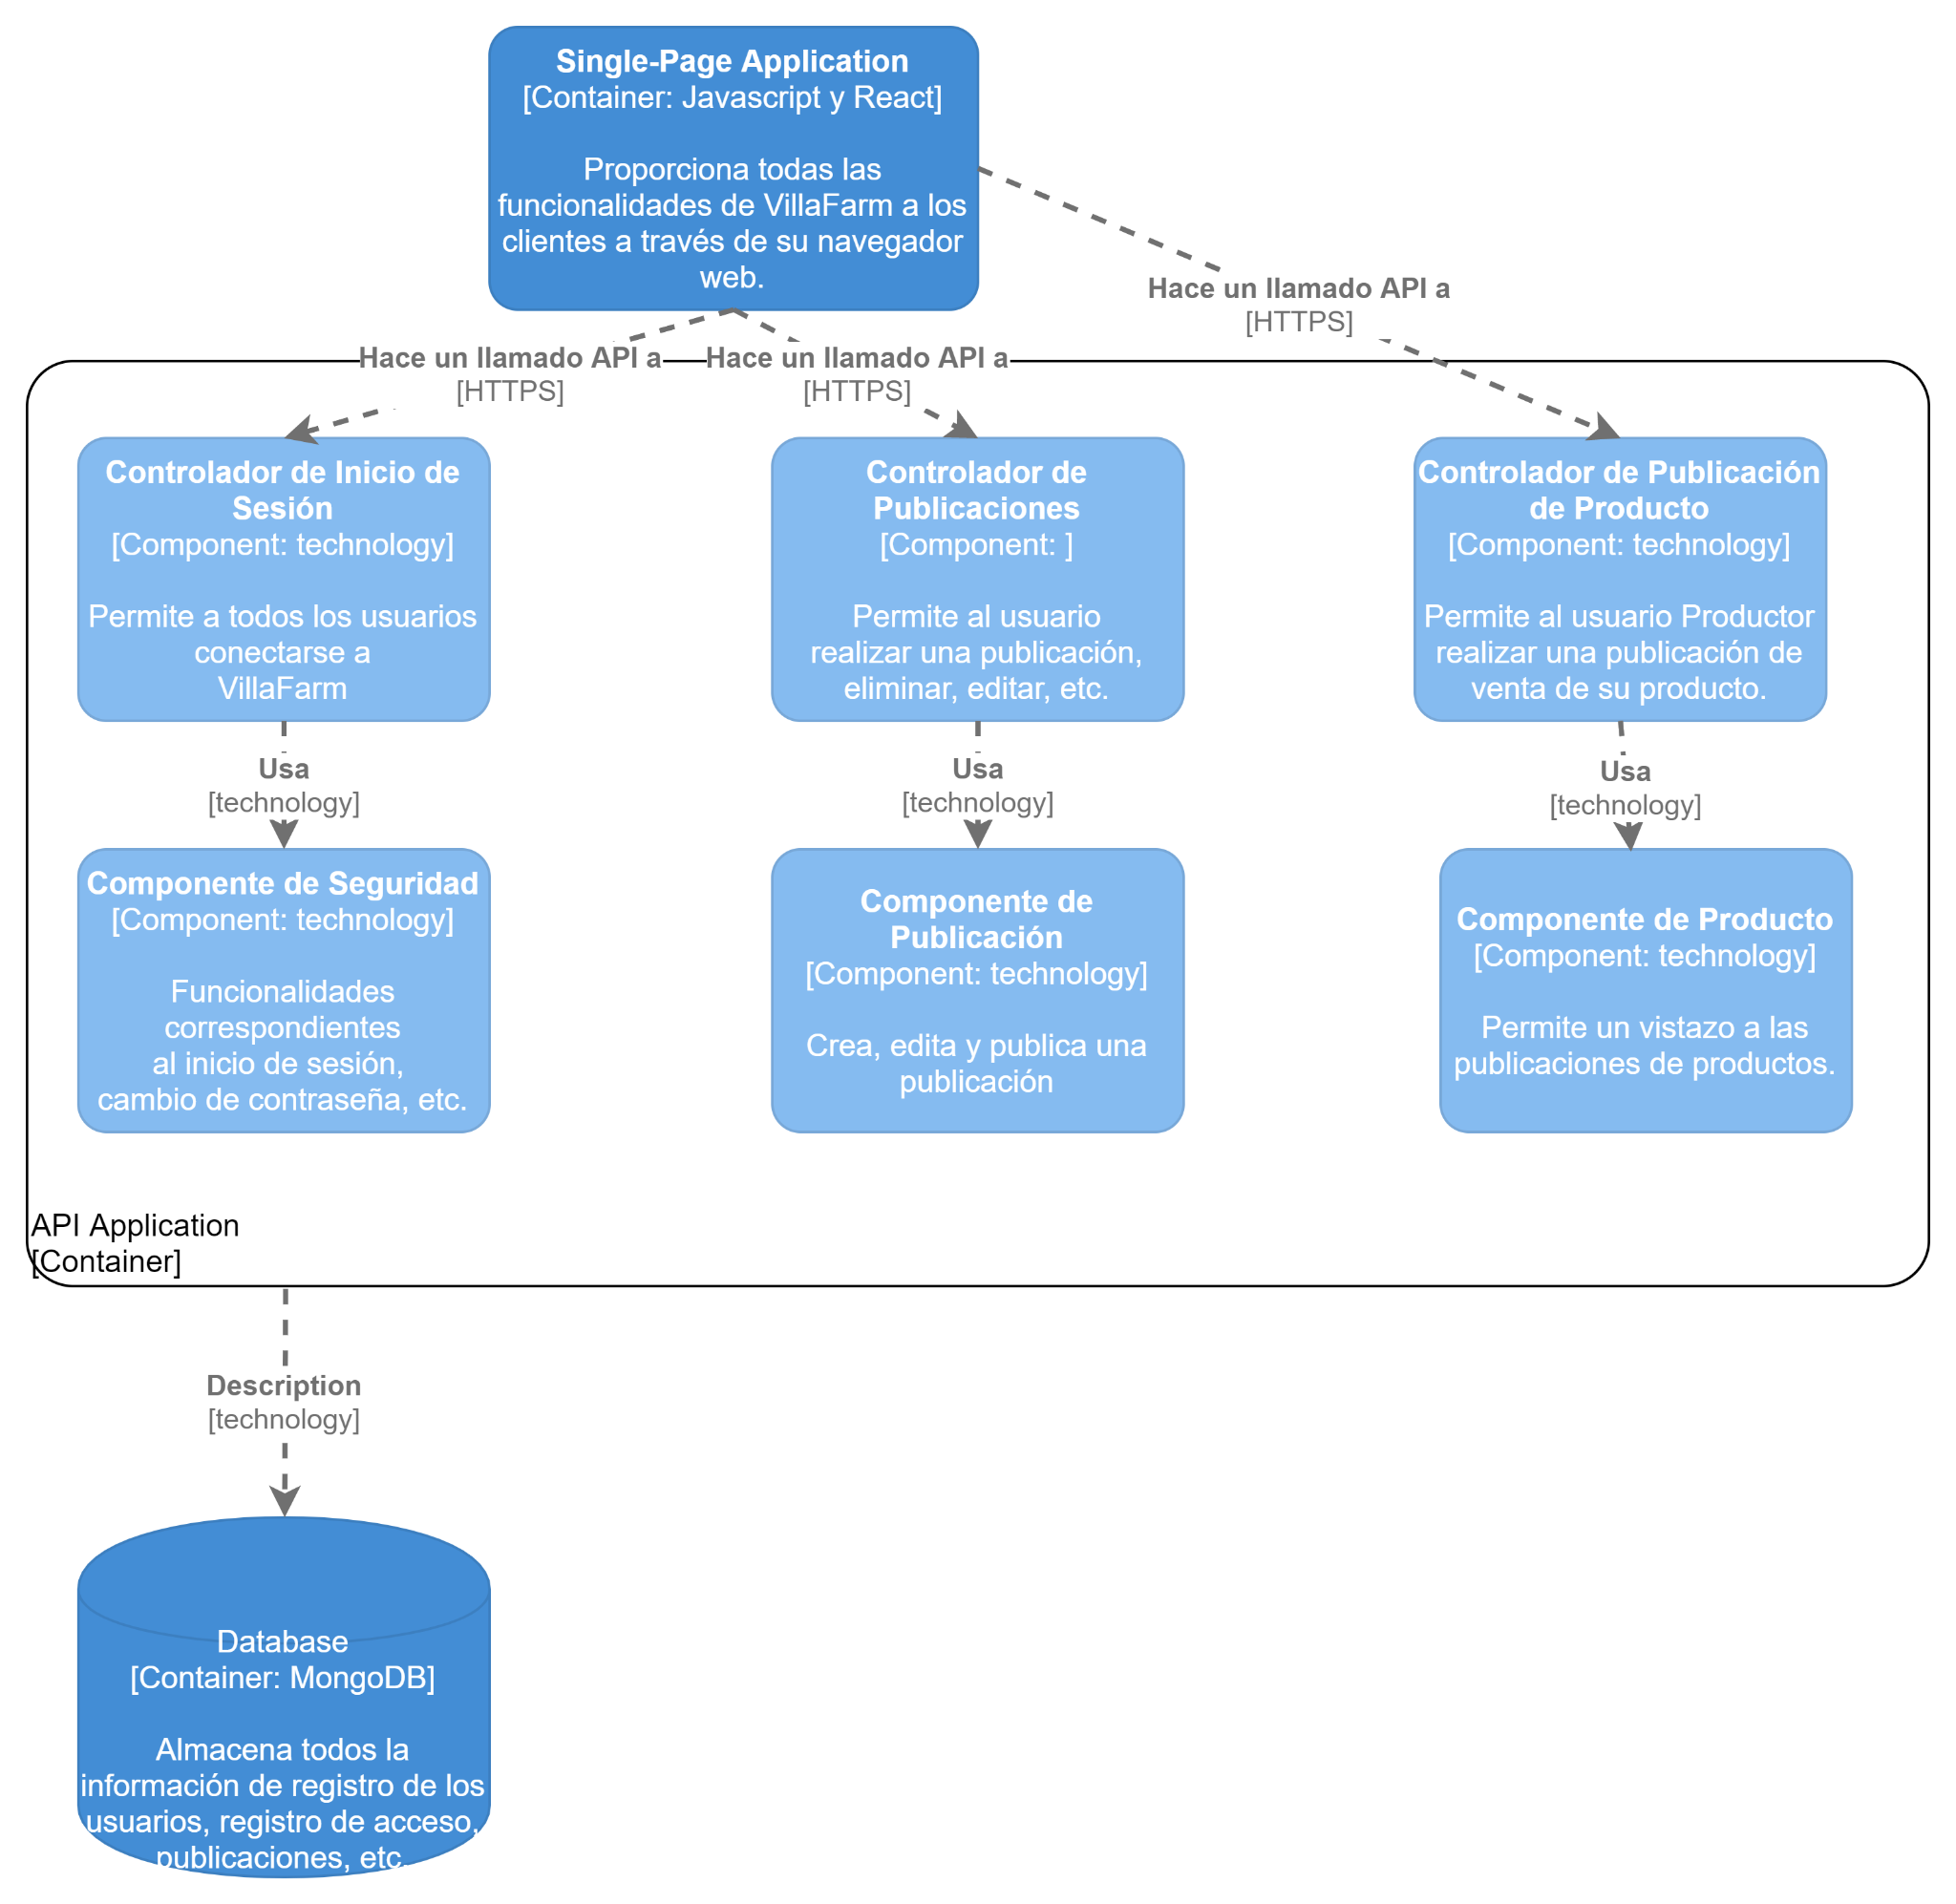 Single-Page Application
[Container: Javascript y React]
Proporciona todas las
funcionalidades de VillaFarm a los
clientes a través de su navegador
web.
Hace un llamado API a
[HTTPS]
Hace un llamado API a
[HTTPS]
Hace un llamado API a
[HTTPS]
Controlador de Inicio de
Sesión
[Component: technology]
Permite a todos los usuarios
conectarse a
VillaFarm
Controlador de
Publicaciones
[Component: ]
Permite al usuario
realizar una publicación,
eliminar, editar, etc.
Controlador de Publicación
de Producto
[Component: technology]
Permite al usuario Productor
realizar una publicación de
venta de su producto.
Usa
[technology]
Usa
[technology]
Usa
[technology]
Componente de Seguridad
[Component: technology]
Funcionalidades
correspondientes
al inicio de sesión,
cambio de contraseña, etc.
Componente de
Publicación
[Component: technology]
Crea, edita y publica una
publicación
Componente de Producto
[Component: technology]
Permite un vistazo a las
publicaciones de productos.
API Application
[Container]
Description
[technology]
Database
[Container: MongoDB]
Almacena todos la
información de registro de los
usuarios, registro de acceso,
publicaciones, etc.